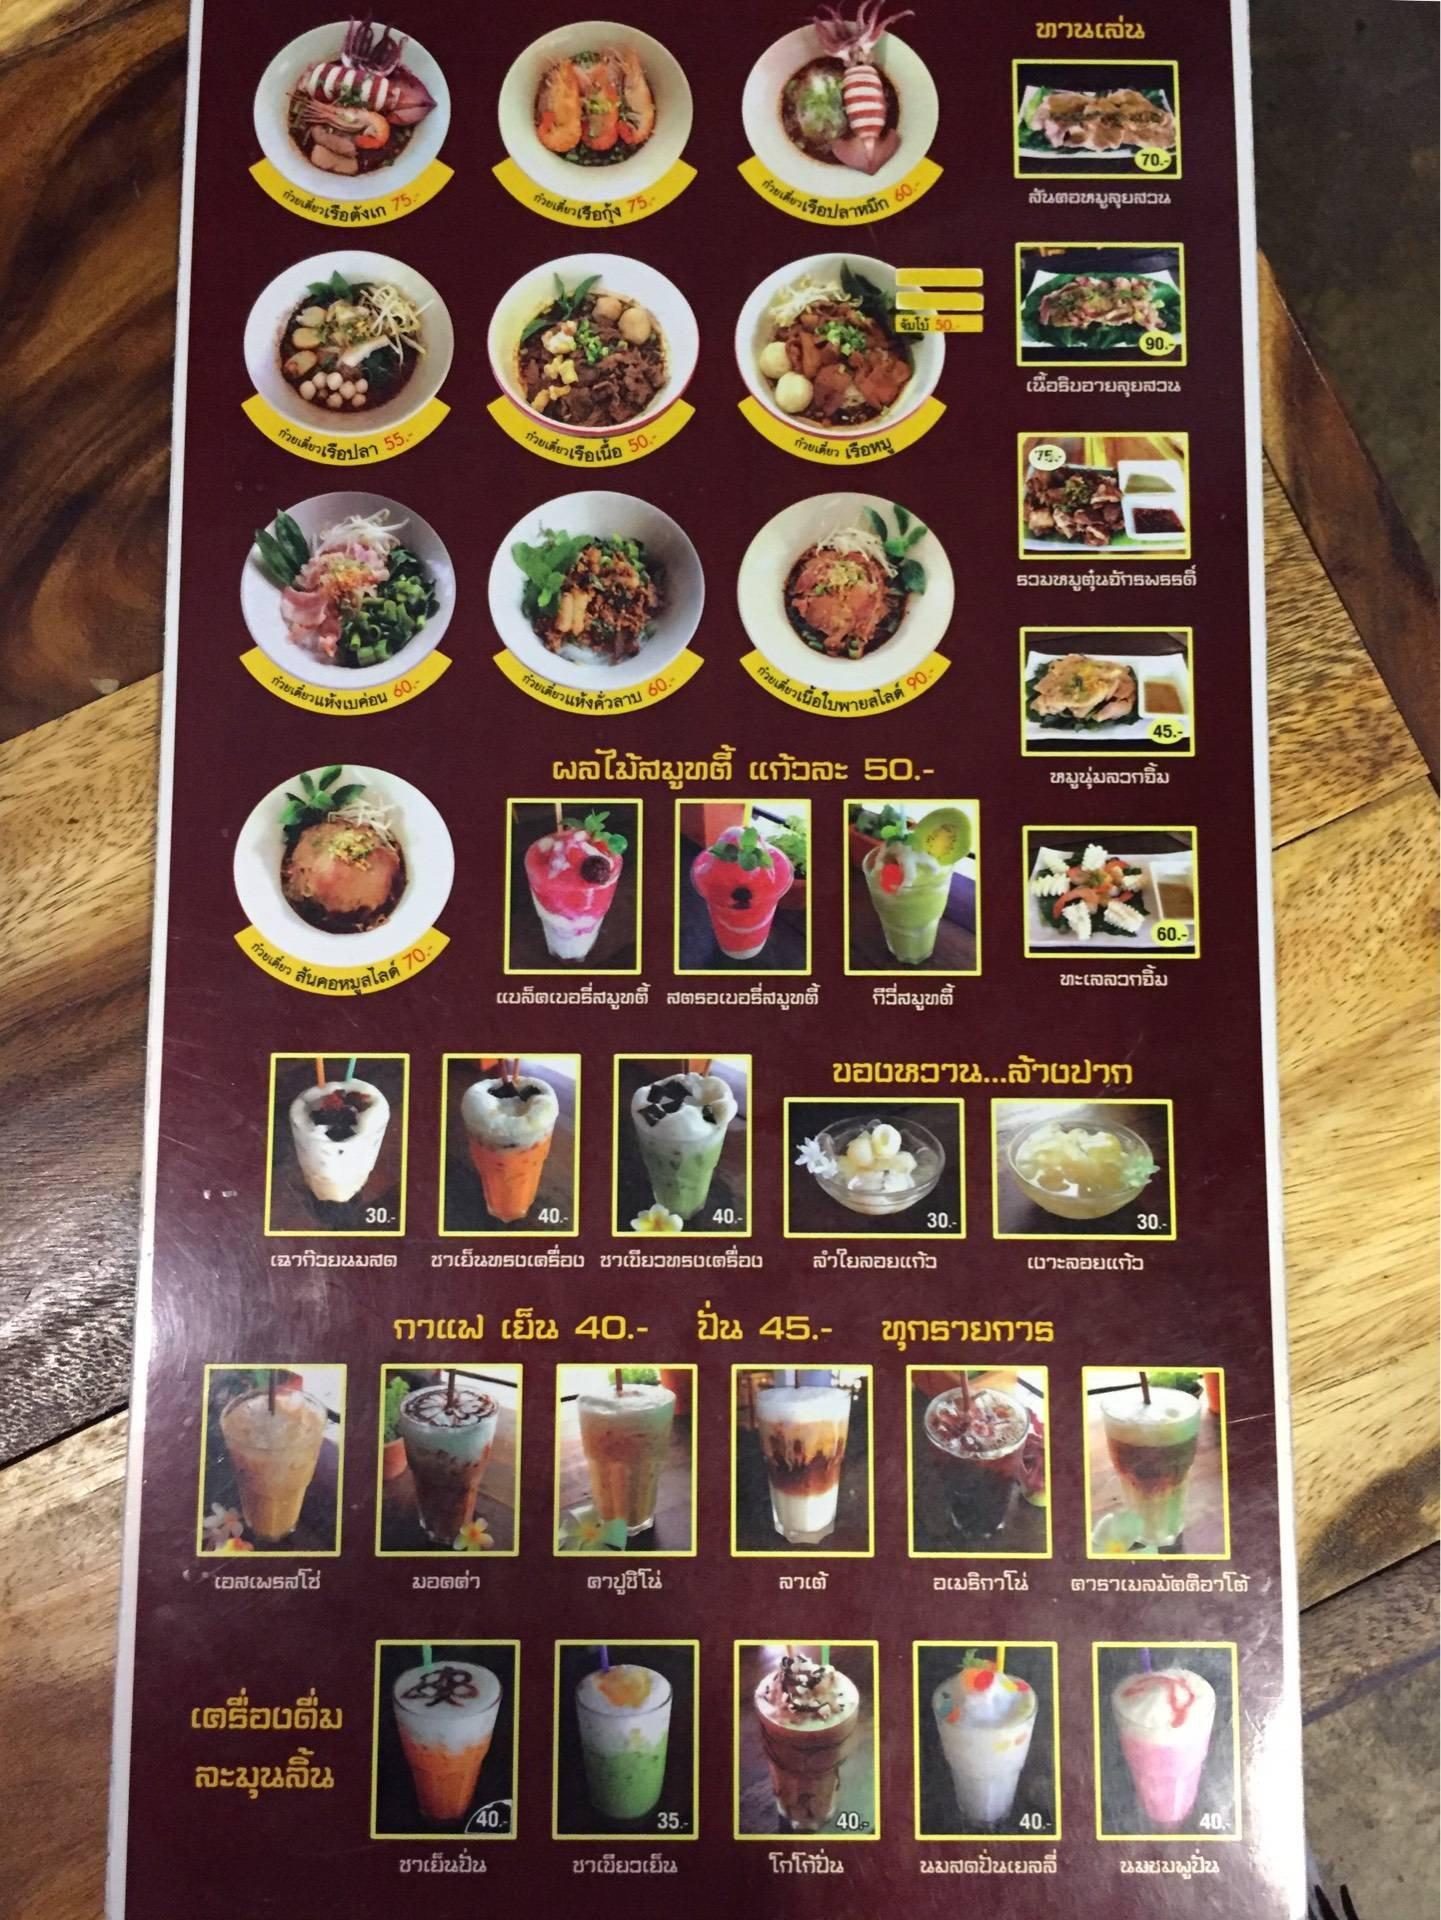 ทานเล่น
ก๋วยเตี๋ยวเรือตังเก 75.-
ก๋วยเตี๋ยวเรือกุ้ง 75.-
ก๋วยเตี๋ยวเรือปลาหมึก 60.-
70.-
สันคอหมูลุยสวน
จัมโบ้ 50.-
ก๋วยเตี๋ยวเรือปลา 55.-
ก๋วยเตี๋ยวเรือเนื้อ 50.-
ก๋วยเตี๋ยว เรือหมู
90.-
เนื้อริบอายลุยสวน
75.-
รวมหมูตุ๋นจักรพรรดิ์
ก๋วยเตี๋ยวแห้งเบค่อน 60.-
ก๋วยเตี๋ยวแห้งคั่วลาบ 60.-
ก๋วยเตี๋ยวเนื้อใบพายสไลด์ 90.-
45.-
หมูนุ่มลวกจิ้ม
ก๋วยเตี๋ยว สันคอหมูสไลด์ 70.-
60.-
ทะเลลวกจิ้ม
ผลไม้สมูทตี้ แก้วละ 50.-
แบล็คเบอรี่สมูทตี้
สตรอเบอรี่สมูทตี้
กีวี่สมูทตี้
30.-
เฉาก๊วยนมสด
40.-
ชาเย็นทรงเครื่อง
40.-
ชาเขียวทรงเครื่อง
ของหวาน...ล้างปาก
30.-
ลำใยลอยแก้ว
30.-
เงาะลอยแก้ว
กาแฟ เย็น 40.- ปั่น 45.- ทุกรายการ
เอสเพรสโซ่
มอคค่า
คาปูชิโน่
ลาเต้
อเมริกาโน่
คาราเมลมัคคิอาโต้
เครื่องดื่ม
ละมุนลิ้น
40.-
ชาเย็นปั่น
35.-
ชาเขียวเย็น
40.-
โกโก้ปั่น
40.-
นมสดปั่นเยลลี่
40.-
นมชมพูปั่น